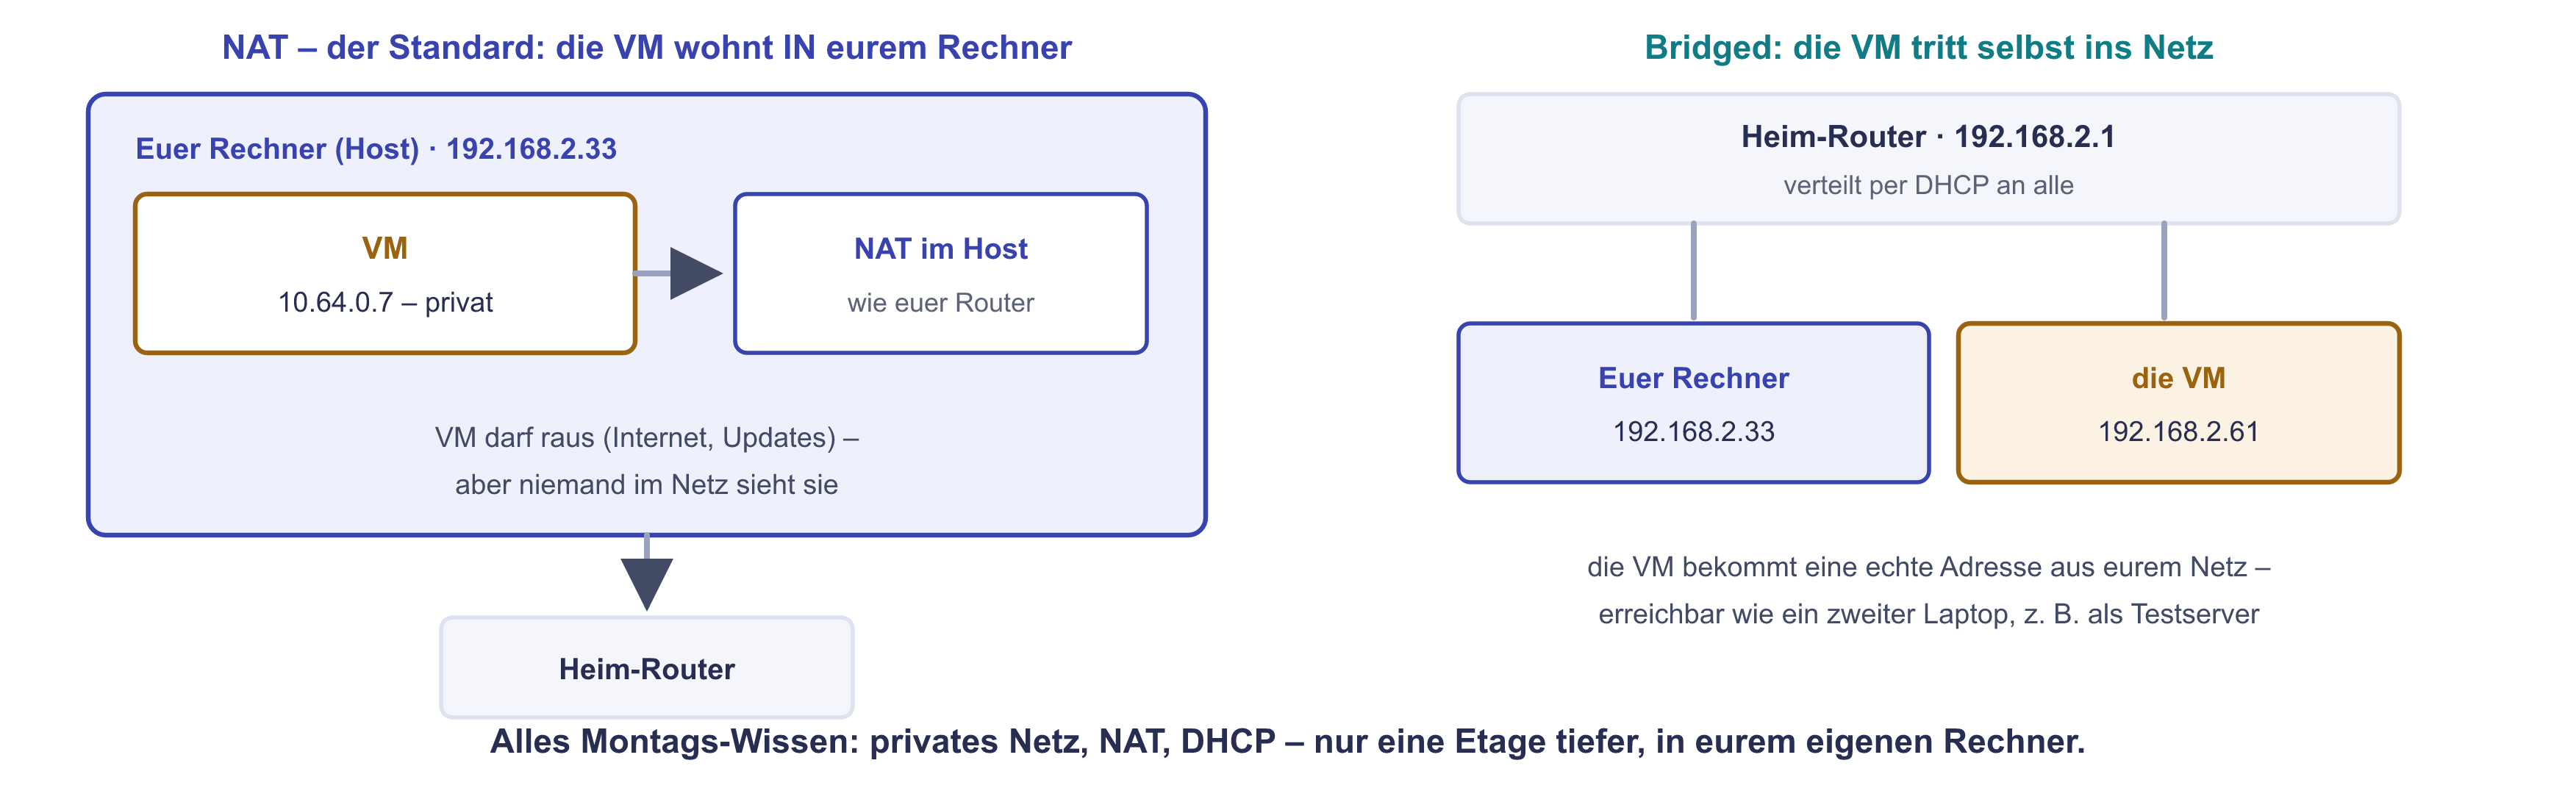 NAT – der Standard: die VM wohnt IN eurem Rechner
Euer Rechner (Host) · 192.168.2.33
VM
10.64.0.7 – privat
NAT im Host
wie euer Router
VM darf raus (Internet, Updates) –
aber niemand im Netz sieht sie
Heim-Router
Bridged: die VM tritt selbst ins Netz
Heim-Router · 192.168.2.1
verteilt per DHCP an alle
Euer Rechner
192.168.2.33
die VM
192.168.2.61
die VM bekommt eine echte Adresse aus eurem Netz –
erreichbar wie ein zweiter Laptop, z. B. als Testserver
Alles Montags-Wissen: privates Netz, NAT, DHCP – nur eine Etage tiefer, in eurem eigenen Rechner.